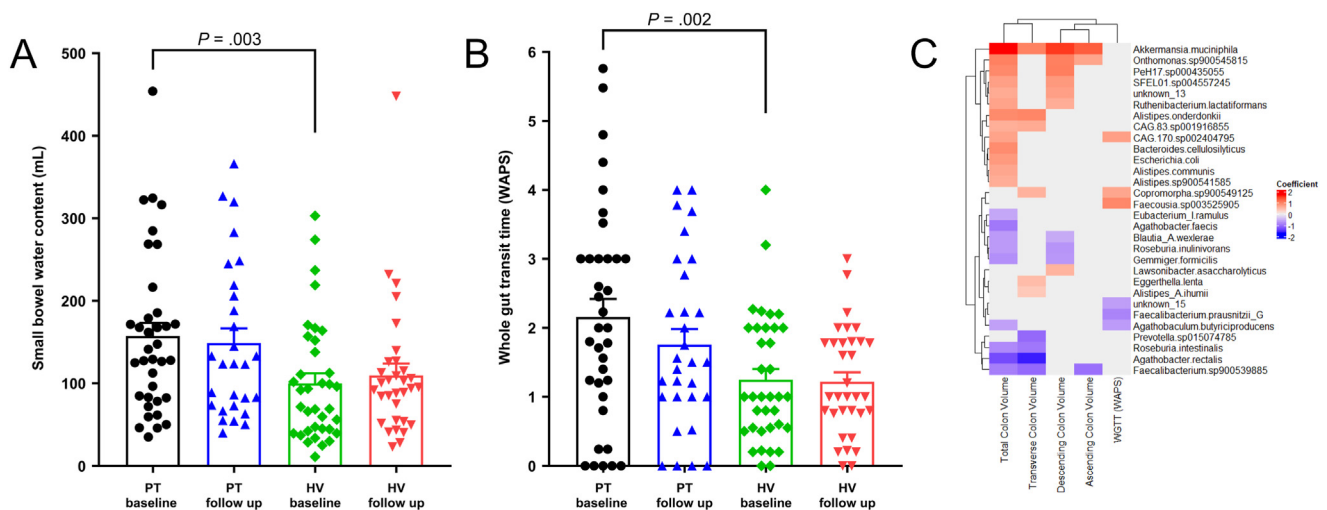 A
P = .003
Small bowel water content (mL)
500
400
300
200
100
0
PT
baseline
PT
follow up
HV
baseline
HV
follow up
B
P = .002
Whole gut transit time (WAPS)
6
5
4
3
2
1
0
PT
baseline
PT
follow up
HV
baseline
HV
follow up
C
Akkermansia.muciniphila
Onthomonas.sp900545815
PeH17.sp000435055
SFEL01.sp004557245
unknown_13
Ruthenibacterium.lactatiformans
Alistipes.onderdonkii
CAG.83.sp001916855
CAG.170.sp002404795
Bacteroides.cellulosilyticus
Escherichia.coli
Alistipes.communis
Alistipes.sp900541585
Copromorpha.sp900549125
Faecousia.sp003525905
Eubacterium_I.ramulus
Agathobacter.faecis
Blautia_A.wexlerae
Roseburia.inulinivorans
Gemmiger.formicilis
Lawsonibacter.asaccharolyticus
Eggerthella.lenta
Alistipes_A.ihumii
unknown_15
Faecalibacterium.prausnitzii_G
Agathobaculum.butyriciproducens
Prevotella.sp015074785
Roseburia.intestinalis
Agathobacter.rectalis
Faecalibacterium.sp900539885
Total Colon Volume
Transverse Colon Volume
Descending Colon Volume
Ascending Colon Volume
WGTT (WAPS)
Coefficient
2
1
0
-1
-2